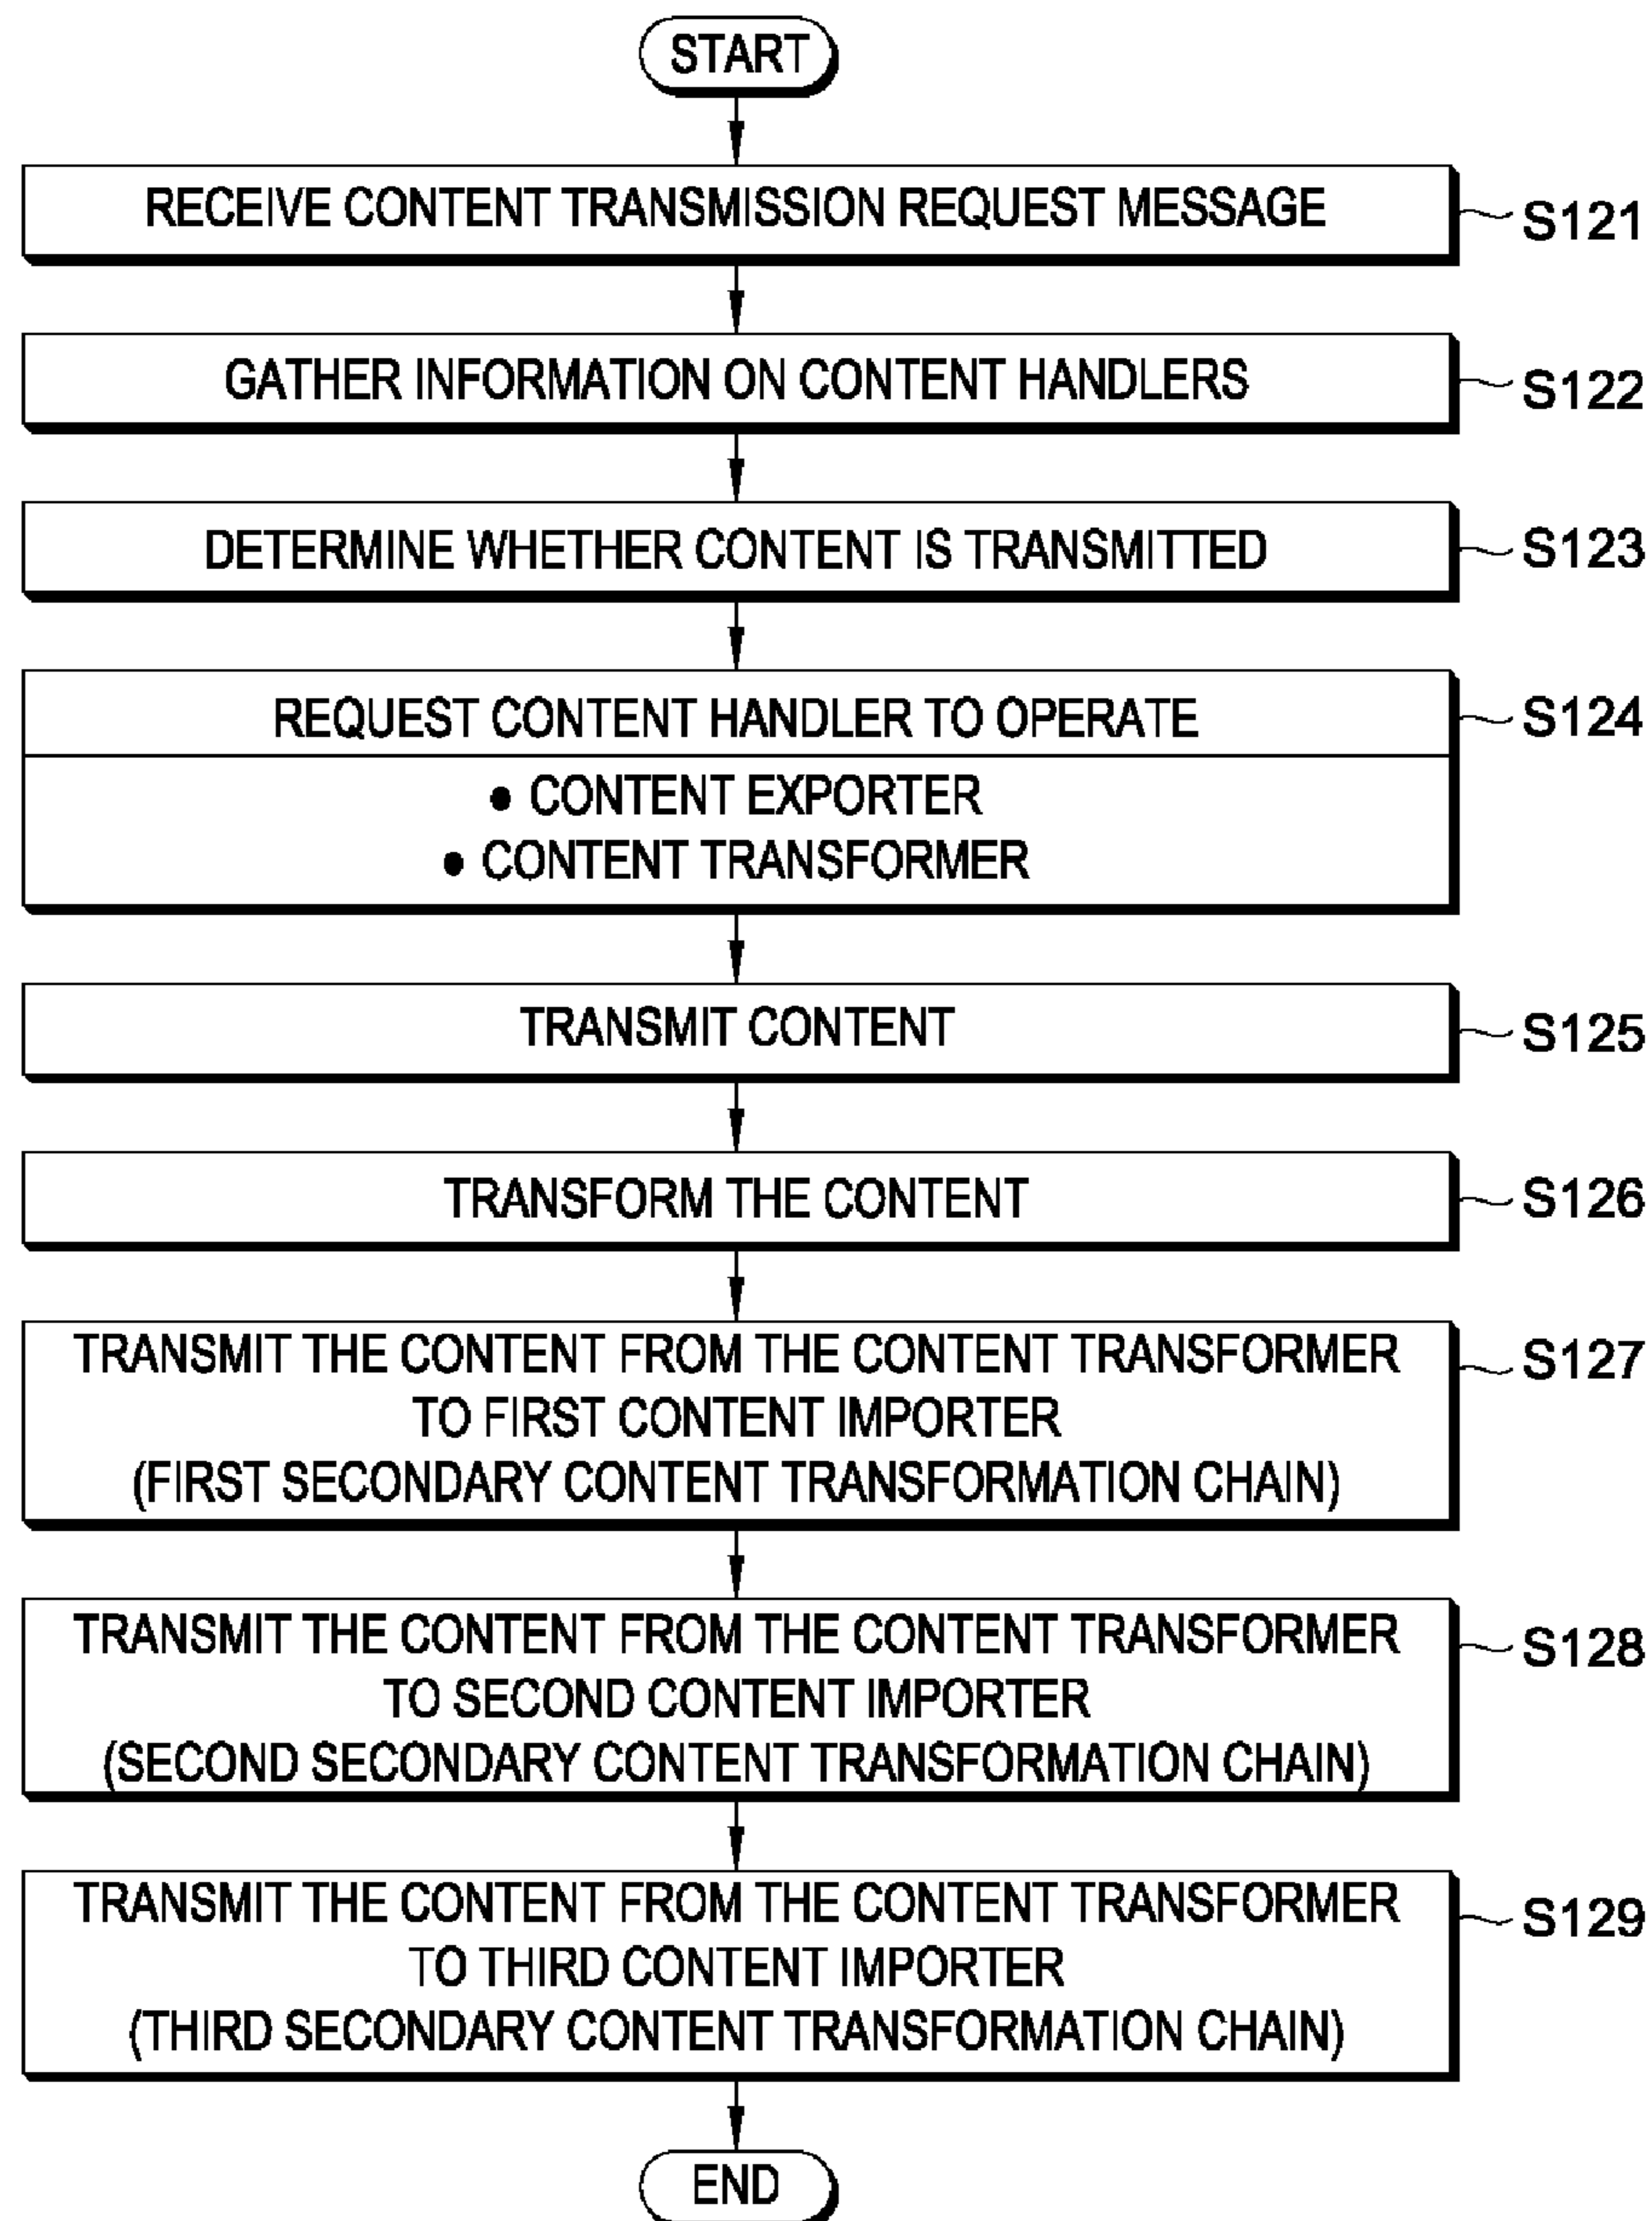 START
RECEIVE CONTENT TRANSMISSION REQUEST MESSAGE
S121
GATHER INFORMATION ON CONTENT HANDLERS
S122
DETERMINE WHETHER CONTENT IS TRANSMITTED
S123
REQUEST CONTENT HANDLER TO OPERATE
S124
● CONTENT EXPORTER
● CONTENT TRANSFORMER
TRANSMIT CONTENT
S125
TRANSFORM THE CONTENT
S126
TRANSMIT THE CONTENT FROM THE CONTENT TRANSFORMER
S127
TO FIRST CONTENT IMPORTER
(FIRST SECONDARY CONTENT TRANSFORMATION CHAIN)
TRANSMIT THE CONTENT FROM THE CONTENT TRANSFORMER
S128
TO SECOND CONTENT IMPORTER
(SECOND SECONDARY CONTENT TRANSFORMATION CHAIN)
TRANSMIT THE CONTENT FROM THE CONTENT TRANSFORMER
S129
TO THIRD CONTENT IMPORTER
(THIRD SECONDARY CONTENT TRANSFORMATION CHAIN)
END